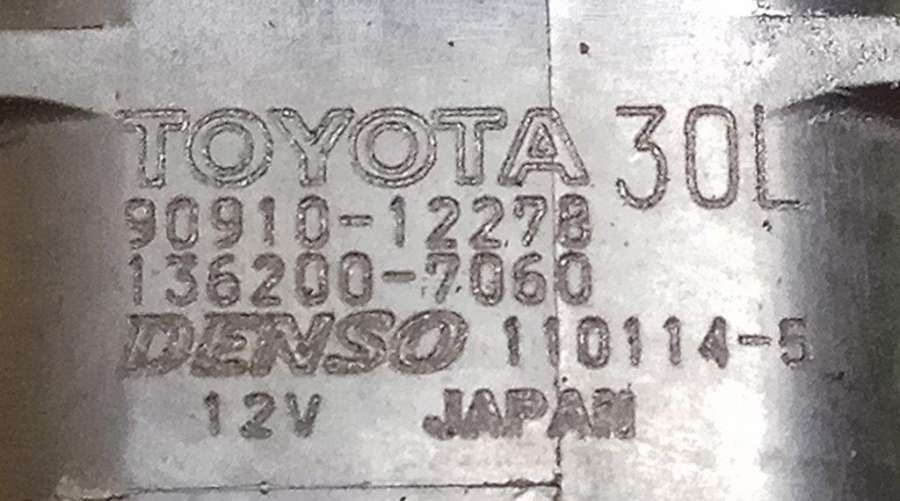 TOYOTA 30L
90910-12278
136200-7060
DENSO 110114-5
12V JAPAN